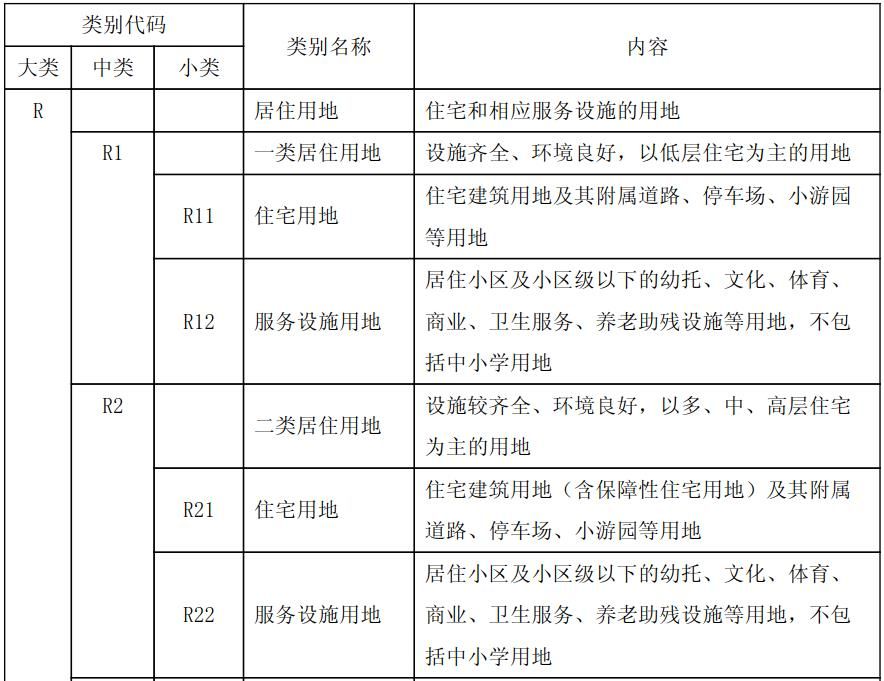 类别代码 类别名称 内容
大类 中类 小类
R 居住用地 住宅和相应服务设施的用地
R1 一类居住用地 设施齐全、环境良好，以低层住宅为主的用地
R11 住宅用地 住宅建筑用地及其附属道路、停车场、小游园
等用地
R12 服务设施用地 居住小区及小区级以下的幼托、文化、体育、
商业、卫生服务、养老助残设施等用地，不包
括中小学用地
R2 二类居住用地 设施较齐全、环境良好，以多、中、高层住宅
为主的用地
R21 住宅用地 住宅建筑用地（含保障性住宅用地）及其附属
道路、停车场、小游园等用地
R22 服务设施用地 居住小区及小区级以下的幼托、文化、体育、
商业、卫生服务、养老助残设施等用地，不包
括中小学用地